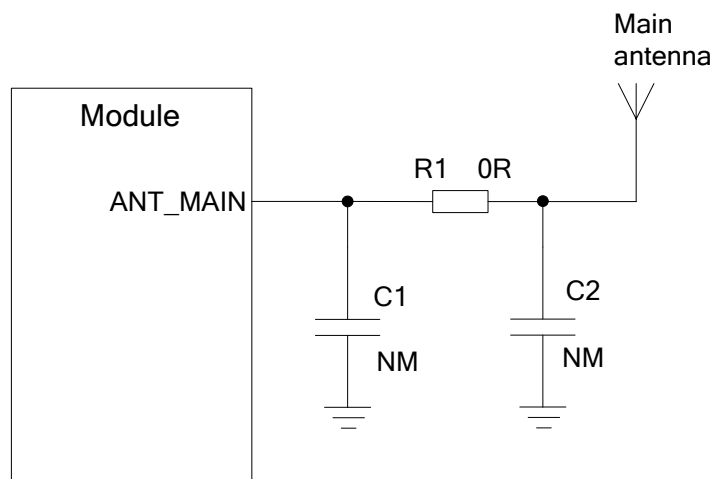 Main
antenna
Module
R1 0R
ANT_MAIN
C1
C2
NM
NM